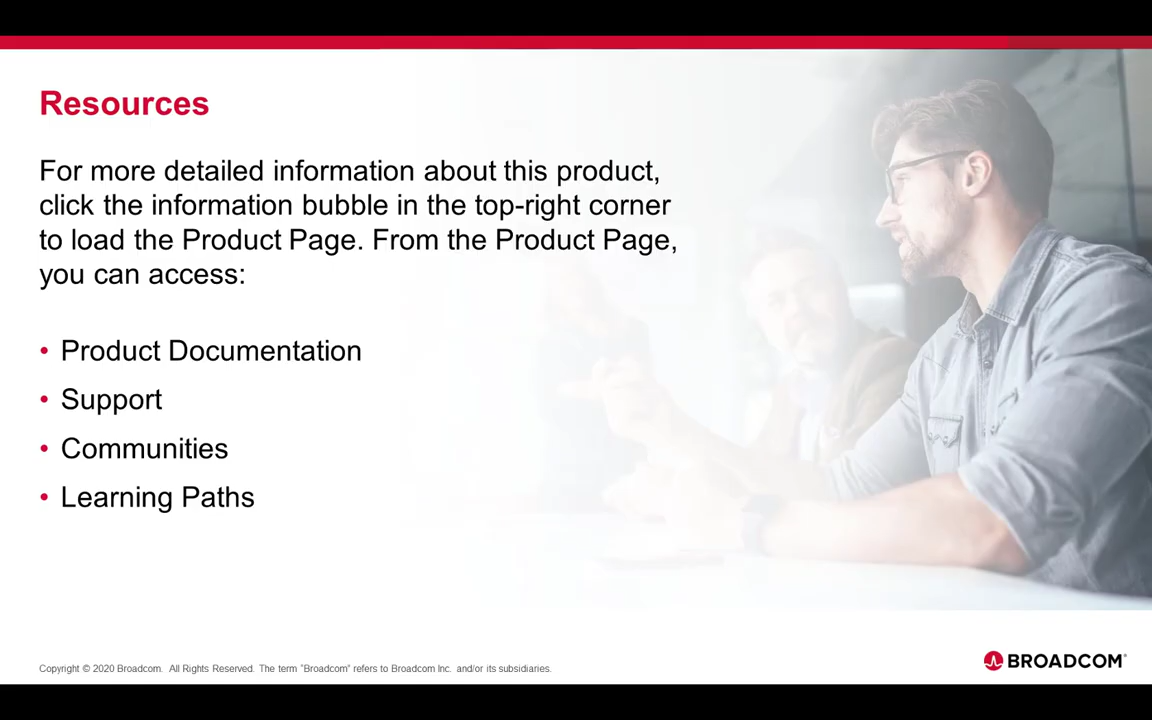 Resources
For more detailed information about this product,
click the information bubble in the top-right corner
to load the Product Page. From the Product Page,
you can access:
• Product Documentation
• Support
• Communities
• Learning Paths
Copyright © 2020 Broadcom. All Rights Reserved. The term "Broadcom" refers to Broadcom Inc. and/or its subsidiaries.
BROADCOM®